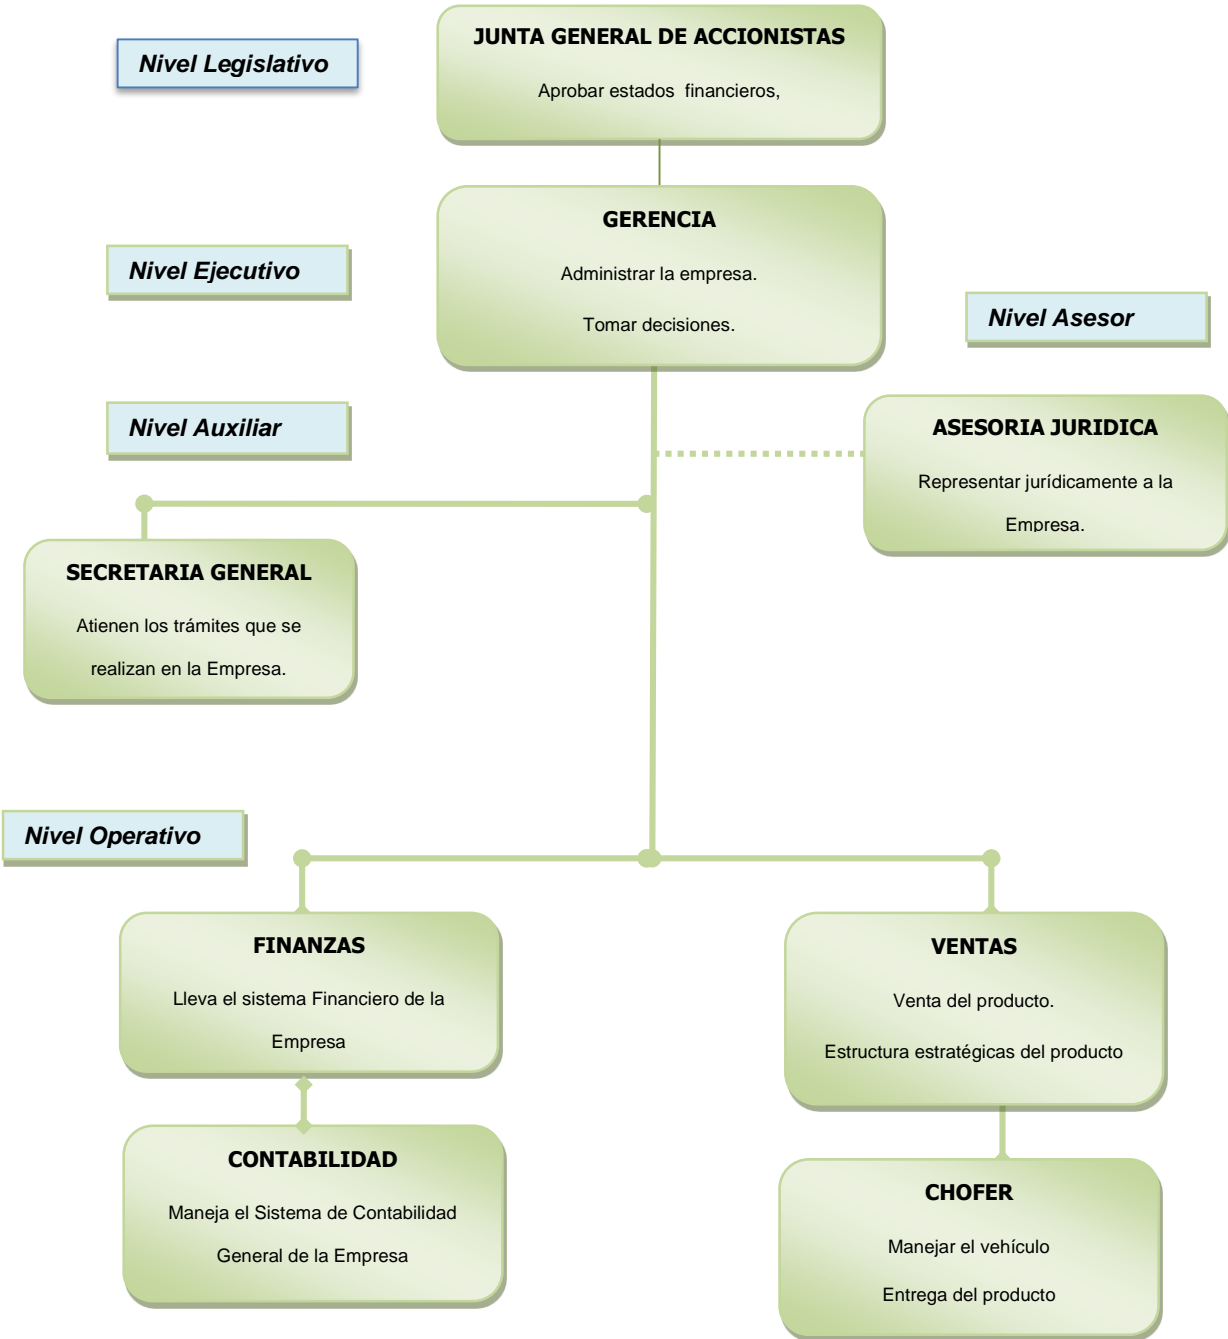 JUNTA GENERAL DE ACCIONISTAS
Nivel Legislativo
Aprobar estados financieros,
GERENCIA
Nivel Ejecutivo
Administrar la empresa.
Tomar decisiones.
Nivel Asesor
Nivel Auxiliar
ASESORIA JURIDICA
Representar jurídicamente a la
Empresa.
SECRETARIA GENERAL
Atienen los trámites que se
realizan en la Empresa.
Nivel Operativo
FINANZAS
Lleva el sistema Financiero de la
Empresa
VENTAS
Venta del producto.
Estructura estratégicas del producto
CONTABILIDAD
Maneja el Sistema de Contabilidad
General de la Empresa
CHOFER
Manejar el vehículo
Entrega del producto